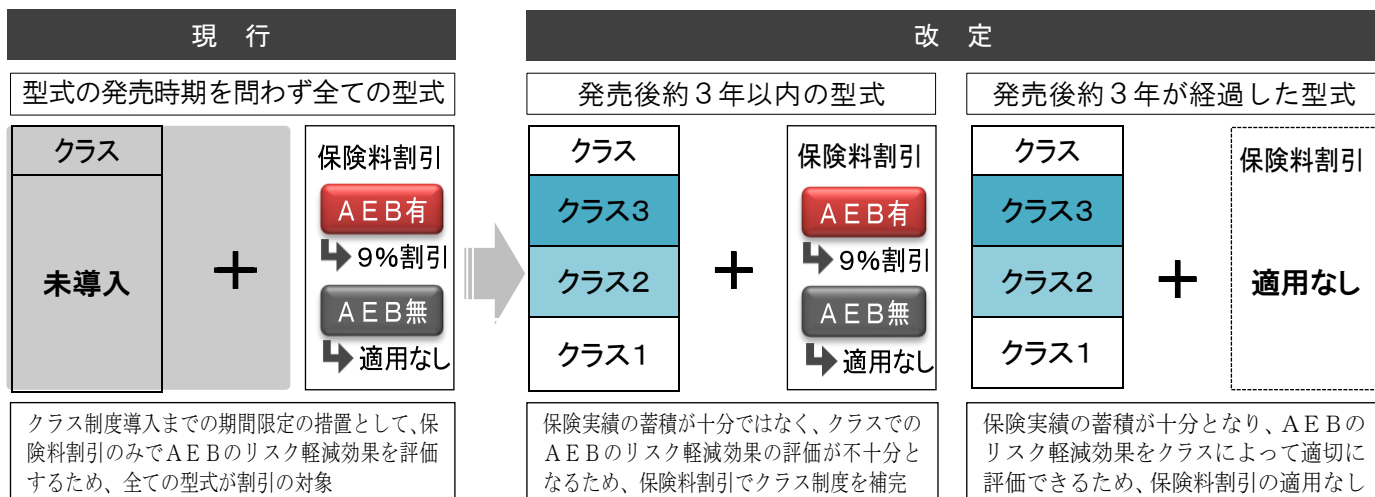 現 行
型式の発売時期を問わず全ての型式
クラス
未導入
+
保険料割引
ＡＥＢ有
9%割引
ＡＥＢ無
適用なし
クラス制度導入までの期間限定の措置として、保
険料割引のみでＡＥＢのリスク軽減効果を評価
するため、全ての型式が割引の対象
改 定
発売後約３年以内の型式
クラス
クラス3
クラス2
クラス1
+
保険料割引
ＡＥＢ有
9%割引
ＡＥＢ無
適用なし
保険実績の蓄積が十分ではなく、クラスでの
ＡＥＢのリスク軽減効果の評価が不十分と
なるため、保険料割引でクラス制度を補完
発売後約３年が経過した型式
クラス
クラス3
クラス2
クラス1
+
保険料割引
適用なし
保険実績の蓄積が十分となり、ＡＥＢの
リスク軽減効果をクラスによって適切に
評価できるため、保険料割引の適用なし